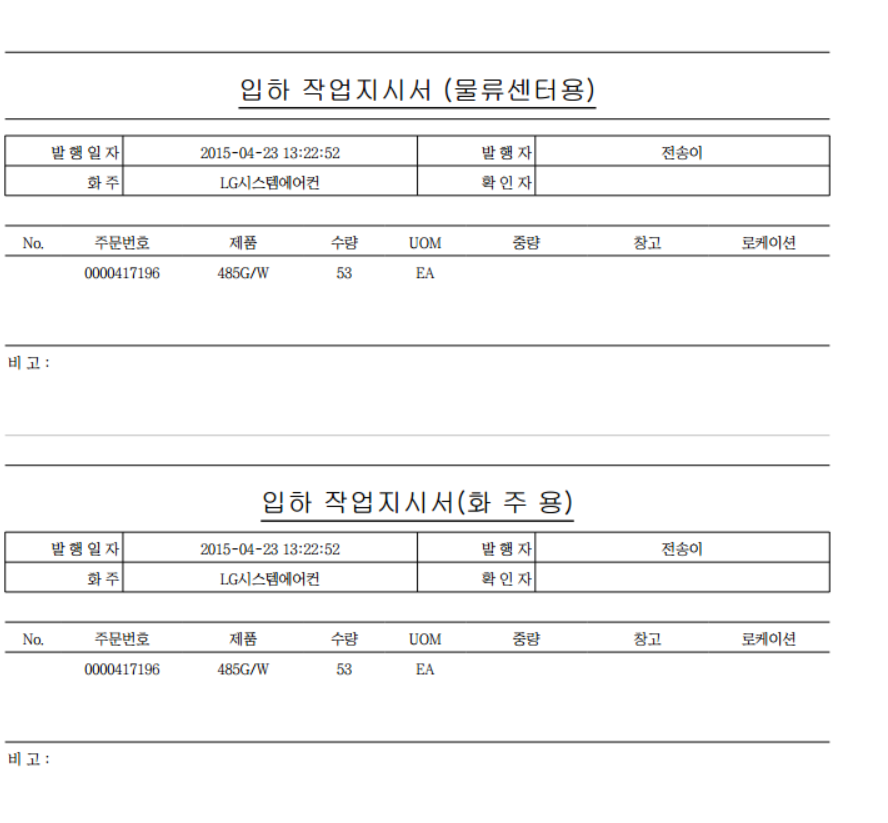 입하 작업지시서 (물류센터용)
발 행 일 자 2015-04-23 13:22:52 발 행 자 전송이
화 주 LG시스템에어컨 확 인 자
No. 주문번호 제품 수량 UOM 중량 창고 로케이션
0000417196 485G/W 53 EA
비 고 :
입하 작업지시서(화 주 용)
발 행 일 자 2015-04-23 13:22:52 발 행 자 전송이
화 주 LG시스템에어컨 확 인 자
No. 주문번호 제품 수량 UOM 중량 창고 로케이션
0000417196 485G/W 53 EA
비 고 :